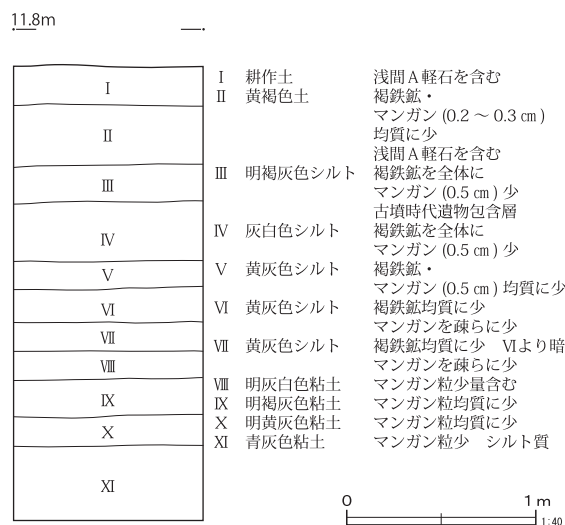 11.8m
Ⅰ
Ⅱ
Ⅲ
Ⅳ
Ⅴ
Ⅵ
Ⅶ
Ⅷ
Ⅸ
Ⅹ
Ⅺ
Ⅰ 耕作土 浅間A軽石を含む
Ⅱ 黄褐色土 褐鉄鉱・
マンガン (0.2 ～ 0.3 ㎝ )
均質に少
浅間A軽石を含む
Ⅲ 明褐灰色シルト 褐鉄鉱を全体に
マンガン (0.5 ㎝ ) 少
古墳時代遺物包含層
Ⅳ 灰白色シルト 褐鉄鉱を全体に
マンガン (0.5 ㎝ ) 少
Ⅴ 黄灰色シルト 褐鉄鉱・
マンガン (0.5 ㎝ ) 均質に少
Ⅵ 黄灰色シルト 褐鉄鉱均質に少
マンガンを疎らに少
Ⅶ 黄灰色シルト 褐鉄鉱均質に少 Ⅵより暗
マンガンを疎らに少
Ⅷ 明灰白色粘土 マンガン粒少量含む
Ⅸ 明褐灰色粘土 マンガン粒均質に少
Ⅹ 明黄灰色粘土 マンガン粒均質に少
Ⅺ 青灰色粘土 マンガン粒少 シルト質
0 1 m
1:40